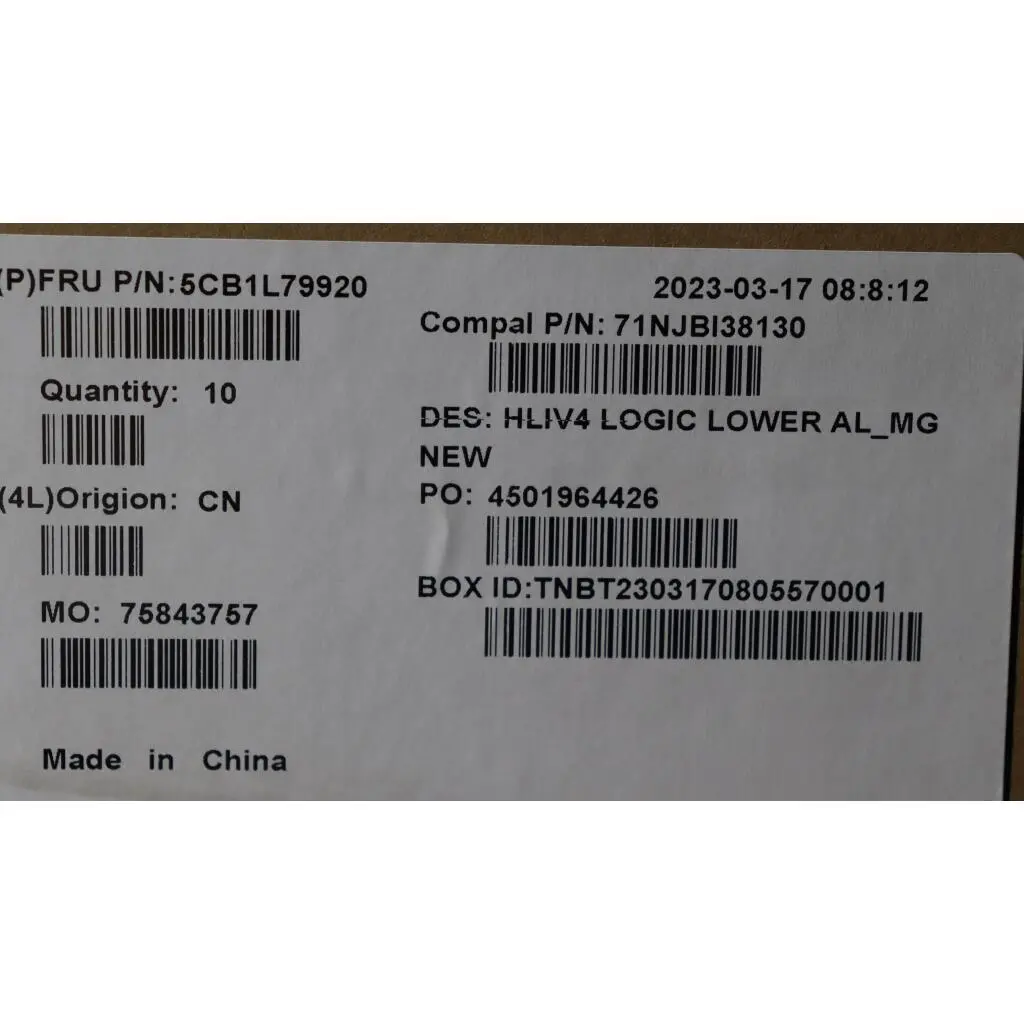 (P)FRU P/N:5CB1L79920
Quantity: 10
(4L)Origion: CN
MO: 75843757
Made in China
2023-03-17 08:8:12
Compal P/N: 71NJBI38130
DES: HLIV4 LOGIC LOWER AL_MG
NEW
PO: 4501964426
BOX ID:TNBT2303170805570001